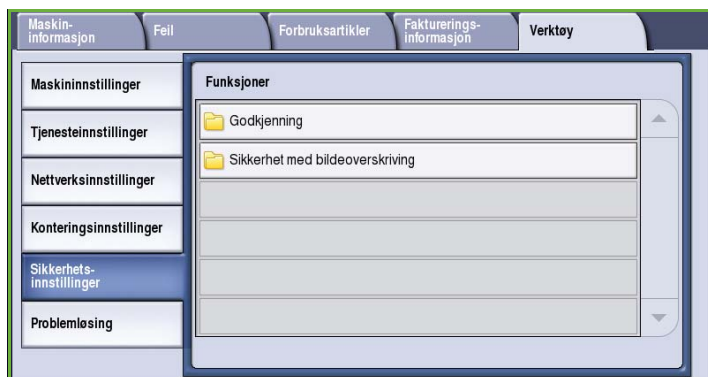 Maskin-
informasjon
Feil
Forbruksartikler
Fakturerings-
informasjon
Verktøy
Maskininnstillinger
Tjenesteinnstillinger
Nettverksinnstillinger
Konteringsinnstillinger
Sikkerhets-
innstillinger
Problemløsing
Funksjoner
Godkjenning
Sikkerhet med bildeoverskriving